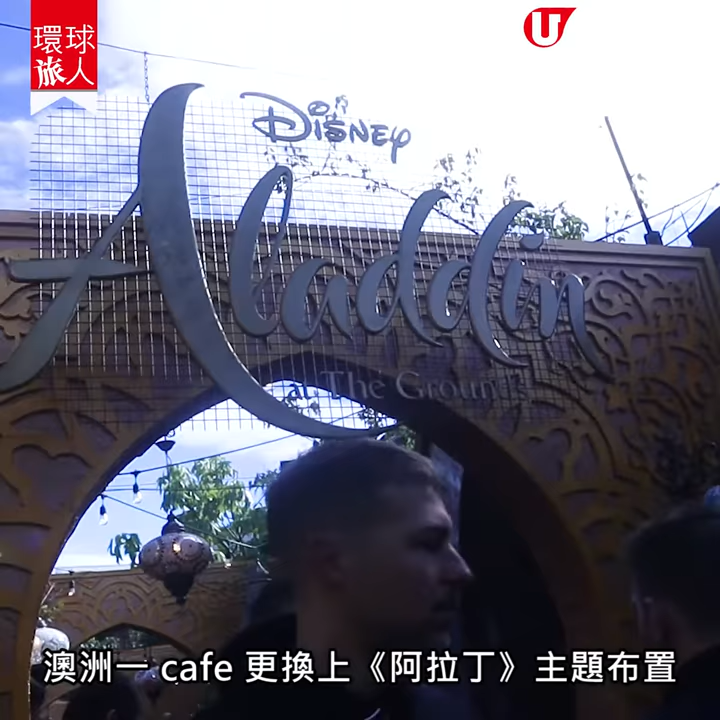 環球
旅人
U
Disney
Aladdin
at The Grounds
澳洲一 cafe 更換上《阿拉丁》主題布置